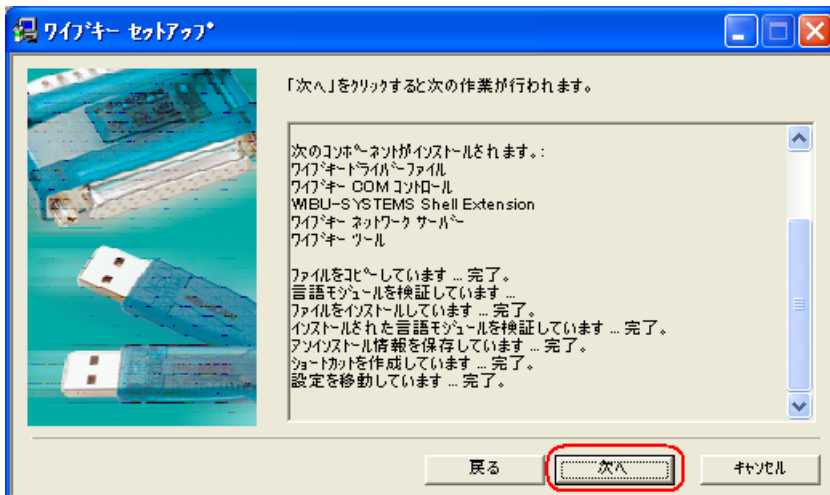 ワイブキー セットアップ
「次へ」をクリックすると次の作業が行われます。
次のコンポーネントがインストールされます。:
ワイブキードライバーファイル
ワイブキー COM コントロール
WIBU-SYSTEMS Shell Extension
ワイブキー ネットワーク サーバー
ワイブキー ツール
ファイルをコピーしています ... 完了。
言語モジュールを検証しています ...
ファイルをインストールしています ... 完了。
インストールされた言語モジュールを検証しています ... 完了。
アンインストール情報を保存しています ... 完了。
ショートカットを作成しています ... 完了。
設定を移動しています ... 完了。
戻る
次へ
キャンセル